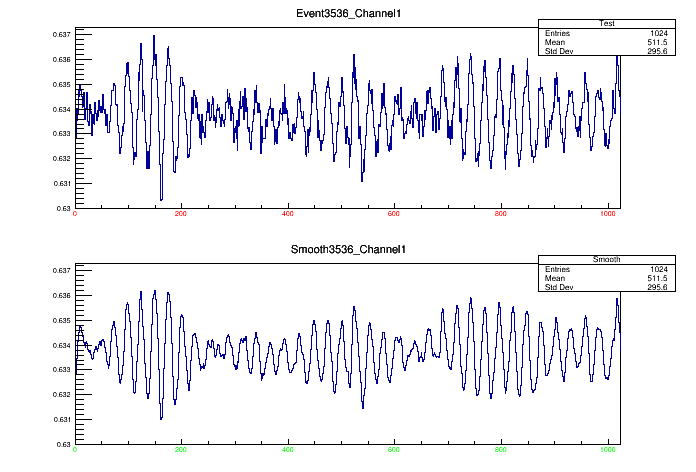 Event3536_Channel1
Test
Entries 1024
Mean 511.5
Std Dev 295.6
0.637
0.636
0.635
0.634
0.633
0.632
0.631
0.63
0 200 400 600 800 1000
Smooth3536_Channel1
Smooth
Entries 1024
Mean 511.5
Std Dev 295.6
0.637
0.636
0.635
0.634
0.633
0.632
0.631
0.63
0 200 400 600 800 1000